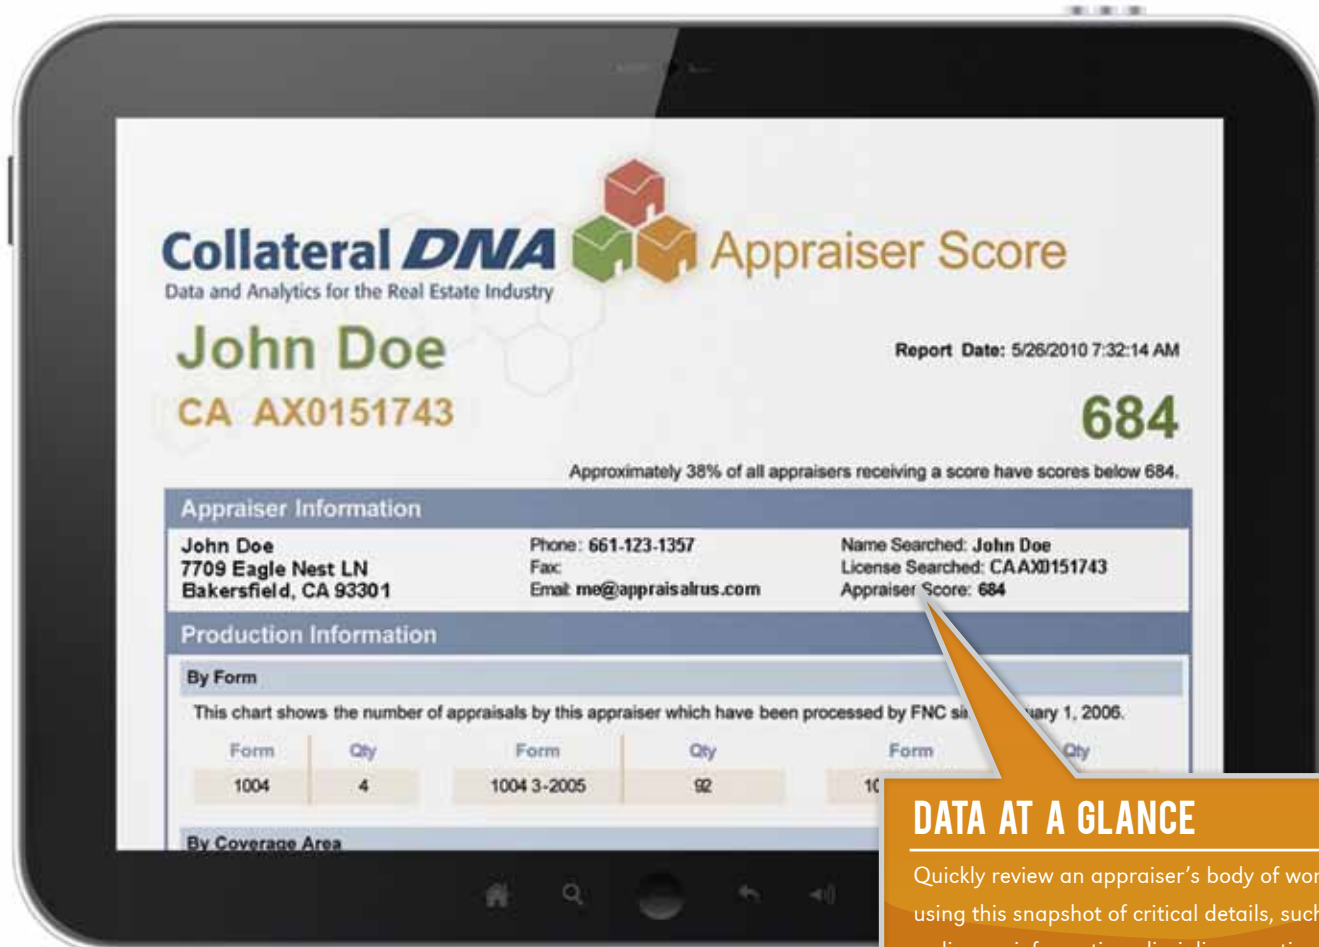 Collateral DNA Appraiser Score
Data and Analytics for the Real Estate Industry
John Doe
Report Date: 5/26/2010 7:32:14 AM
CA AX0151743
684
Approximately 38% of all appraisers receiving a score have scores below 684.
Appraiser Information
John Doe Phone: 661-123-1357 Name Searched: John Doe
7709 Eagle Nest LN Fax: License Searched: CAAX0151743
Bakersfield, CA 93301 Email: me@appraisalrus.com Appraiser Score: 684
Production Information
By Form
This chart shows the number of appraisals by this appraiser which have been processed by FNC 1, 2006.
Form Qty Form Qty Form Qty
1004 4 1004 3-2005 92
By Coverage Area
DATA AT A GLANCE
Quickly review an appraiser's body of
using this snapshot of critical details,